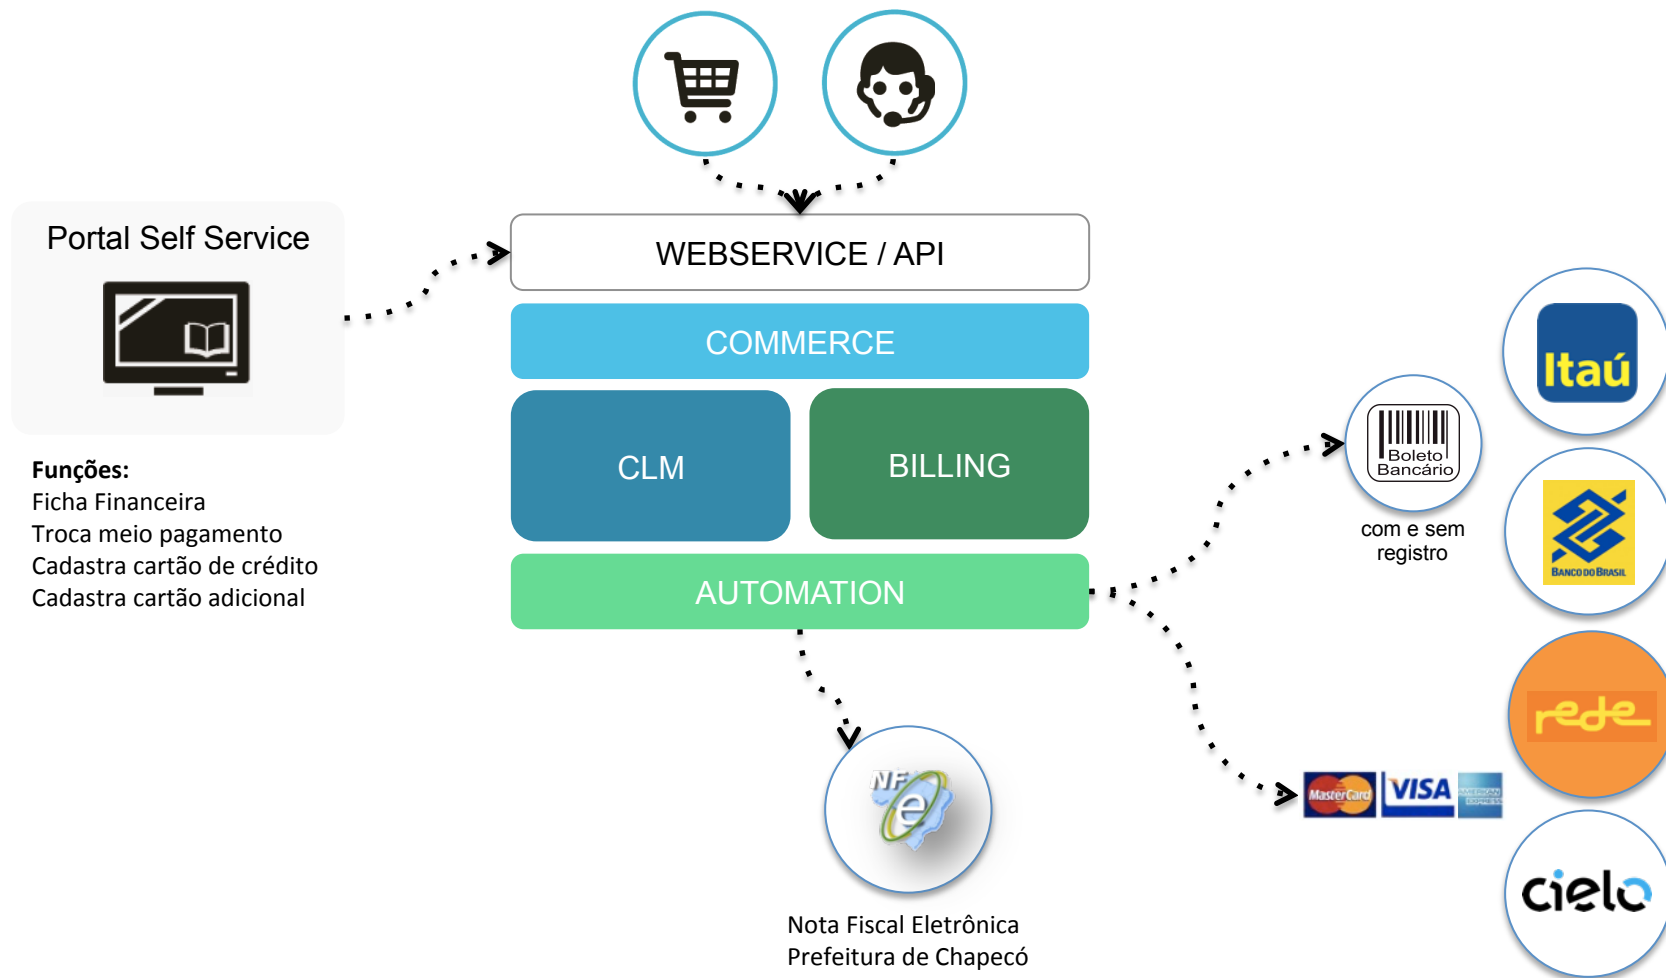 Portal Self Service
Funções:
Ficha Financeira
Troca meio pagamento
Cadastra cartão de crédito
Cadastra cartão adicional
WEBSERVICE / API
COMMERCE
CLM
BILLING
AUTOMATION
NF
e
Nota Fiscal Eletrônica
Prefeitura de Chapecó
Boleto
Bancário
com e sem
registro
Itaú
BANCO DO BRASIL
rede
MasterCard
VISA
AMERICAN
EXPRESS
cielo